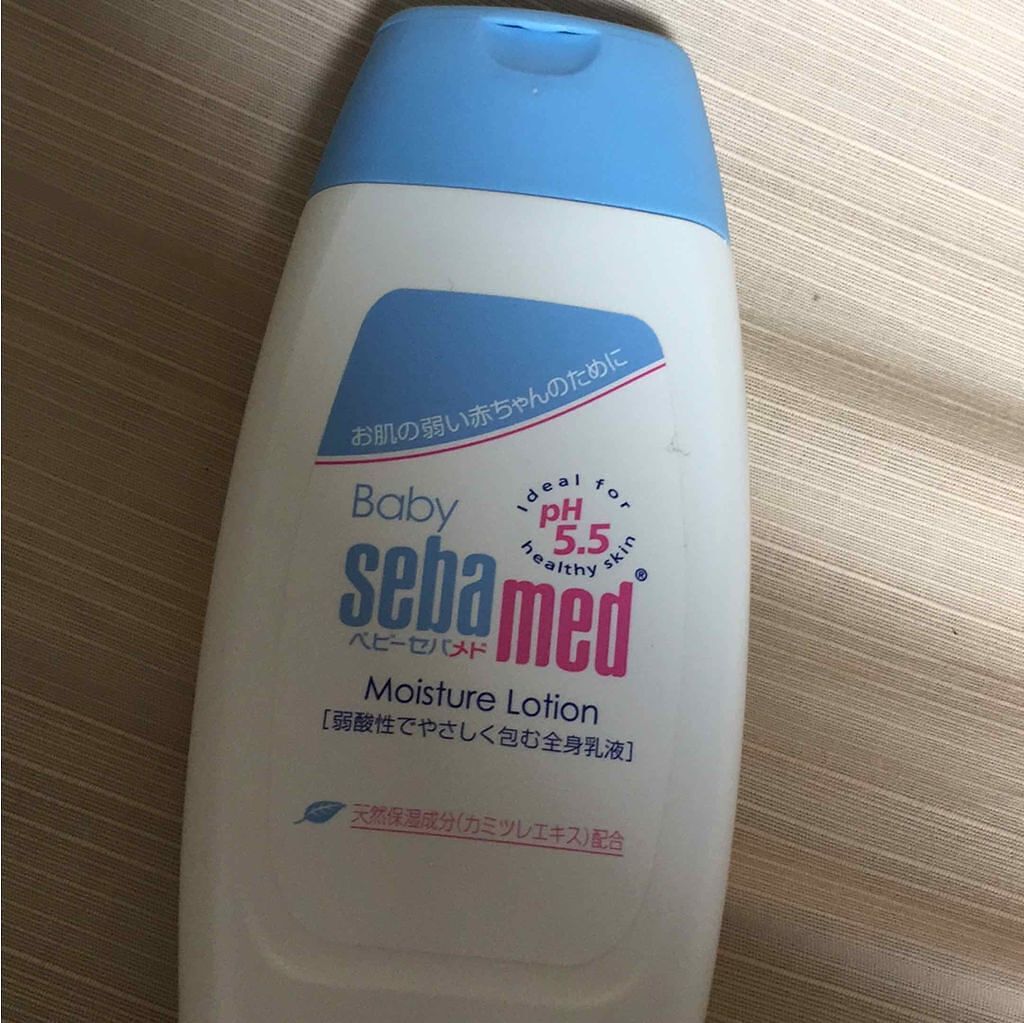 お肌の弱い赤ちゃんのために
Baby
Ideal for
pH
5.5
healthy skin
sebamed®
ベビーセバメド
Moisture Lotion
[弱酸性でやさしく包む全身乳液]
天然保湿成分(カミツレエキス)配合